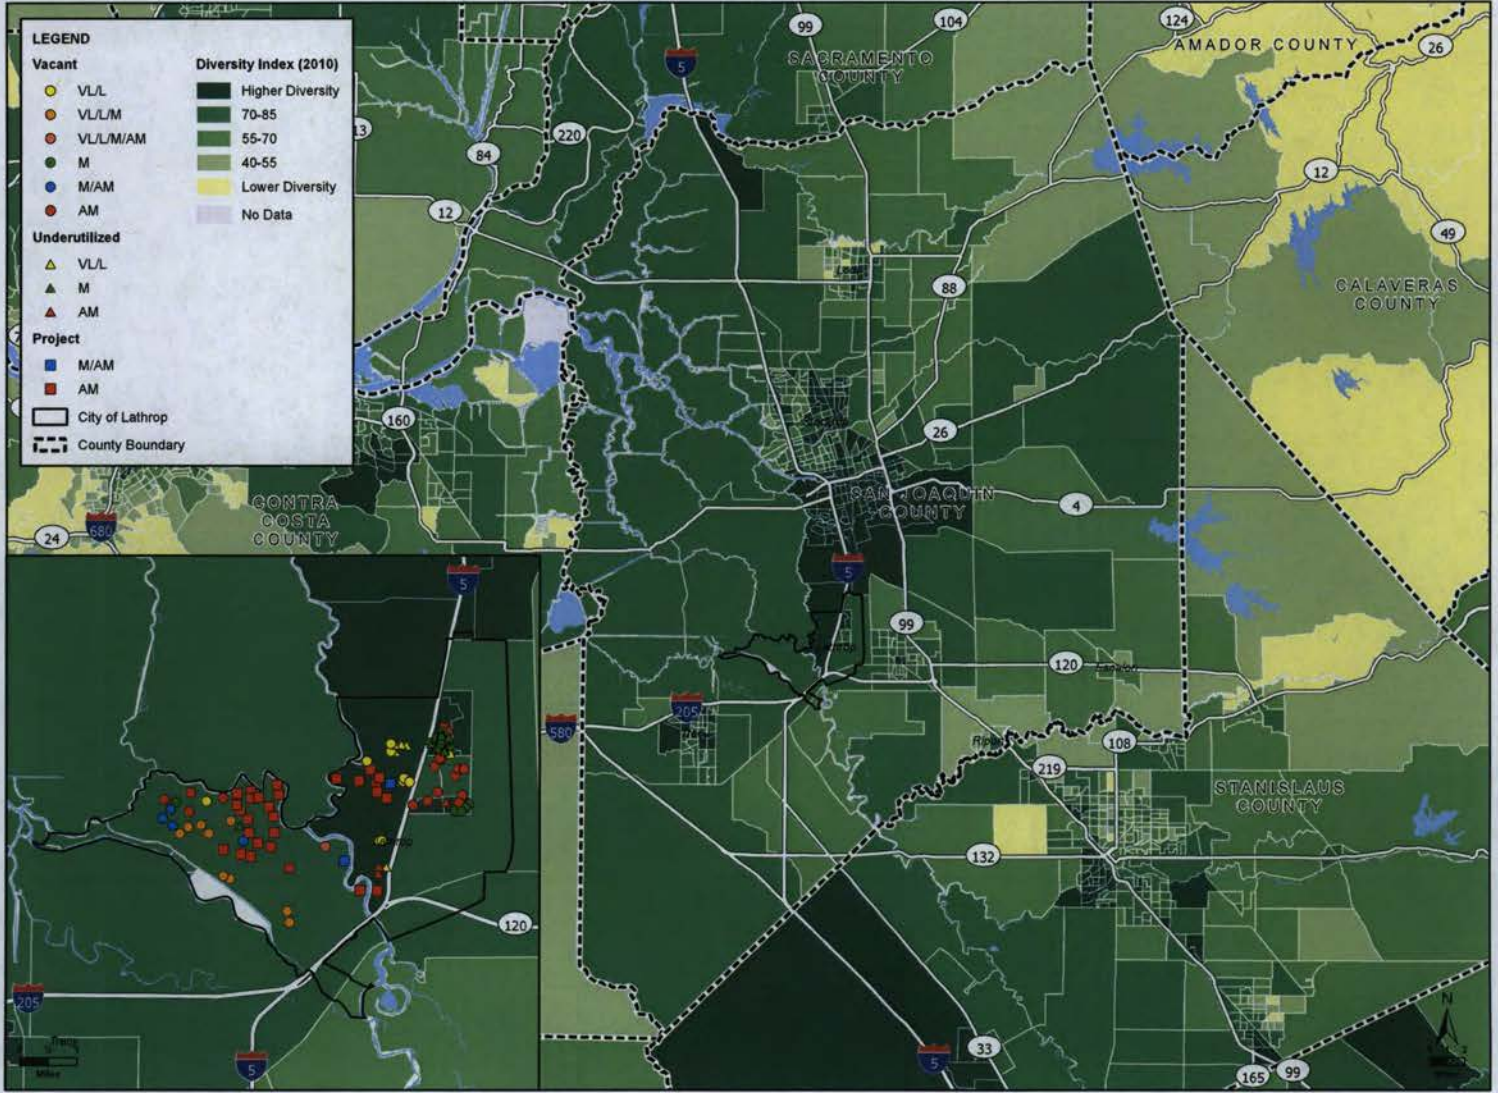 LEGEND
Vacant
VL/L
VL/L/M
VL/L/M/AM
M
M/AM
AM
Underutilized
VL/L
M
AM
Project
M/AM
AM
City of Lathrop
County Boundary
Diversity Index (2010)
Higher Diversity
70-85
55-70
40-55
Lower Diversity
No Data
99
104
124
26
5
SACRAMENTO
COUNTY
AMADOR COUNTY
13
220
84
12
12
49
88
CALAVERAS
COUNTY
160
26
SAN JOAQUIN
COUNTY
4
CONTRA
COSTA
COUNTY
24
680
5
99
120
Escalon
205
580
Ripon
108
219
STANISLAUS
COUNTY
132
5
33
165
99
N
5
120
205
5
Miles